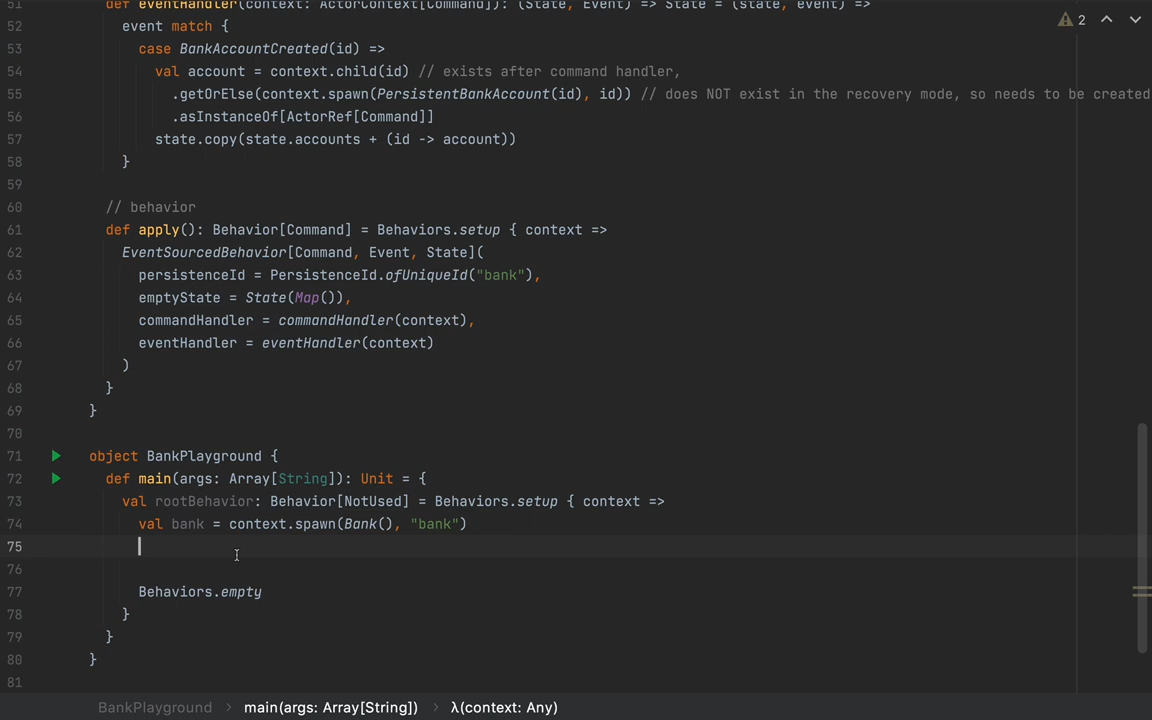 51 def eventHandler(context: ActorContext[Command]): (State, Event) => State = (state, event) =>
52 event match {
2
53 case BankAccountCreated(id) =>
54 val account = context.child(id) // exists after command handler,
55 .getOrElse(context.spawn(PersistentBankAccount(id), id)) // does NOT exist in the recovery mode, so needs to be created
56 .asInstanceOf[ActorRef[Command]]
57 state.copy(state.accounts + (id -> account))
58 }
59
60 // behavior
61 def apply(): Behavior[Command] = Behaviors.setup { context =>
62 EventSourcedBehavior[Command, Event, State](
63 persistenceId = PersistenceId.ofUniqueId("bank"),
64 emptyState = State(Map()),
65 commandHandler = commandHandler(context),
66 eventHandler = eventHandler(context)
67 )
68 }
69 }
70
71 object BankPlayground {
72 def main(args: Array[String]): Unit = {
73 val rootBehavior: Behavior[NotUsed] = Behaviors.setup { context =>
74 val bank = context.spawn(Bank(), "bank")
75
76
77 Behaviors.empty
78 }
79 }
80 }
81
BankPlayground > main(args: Array[String]) > λ(context: Any)